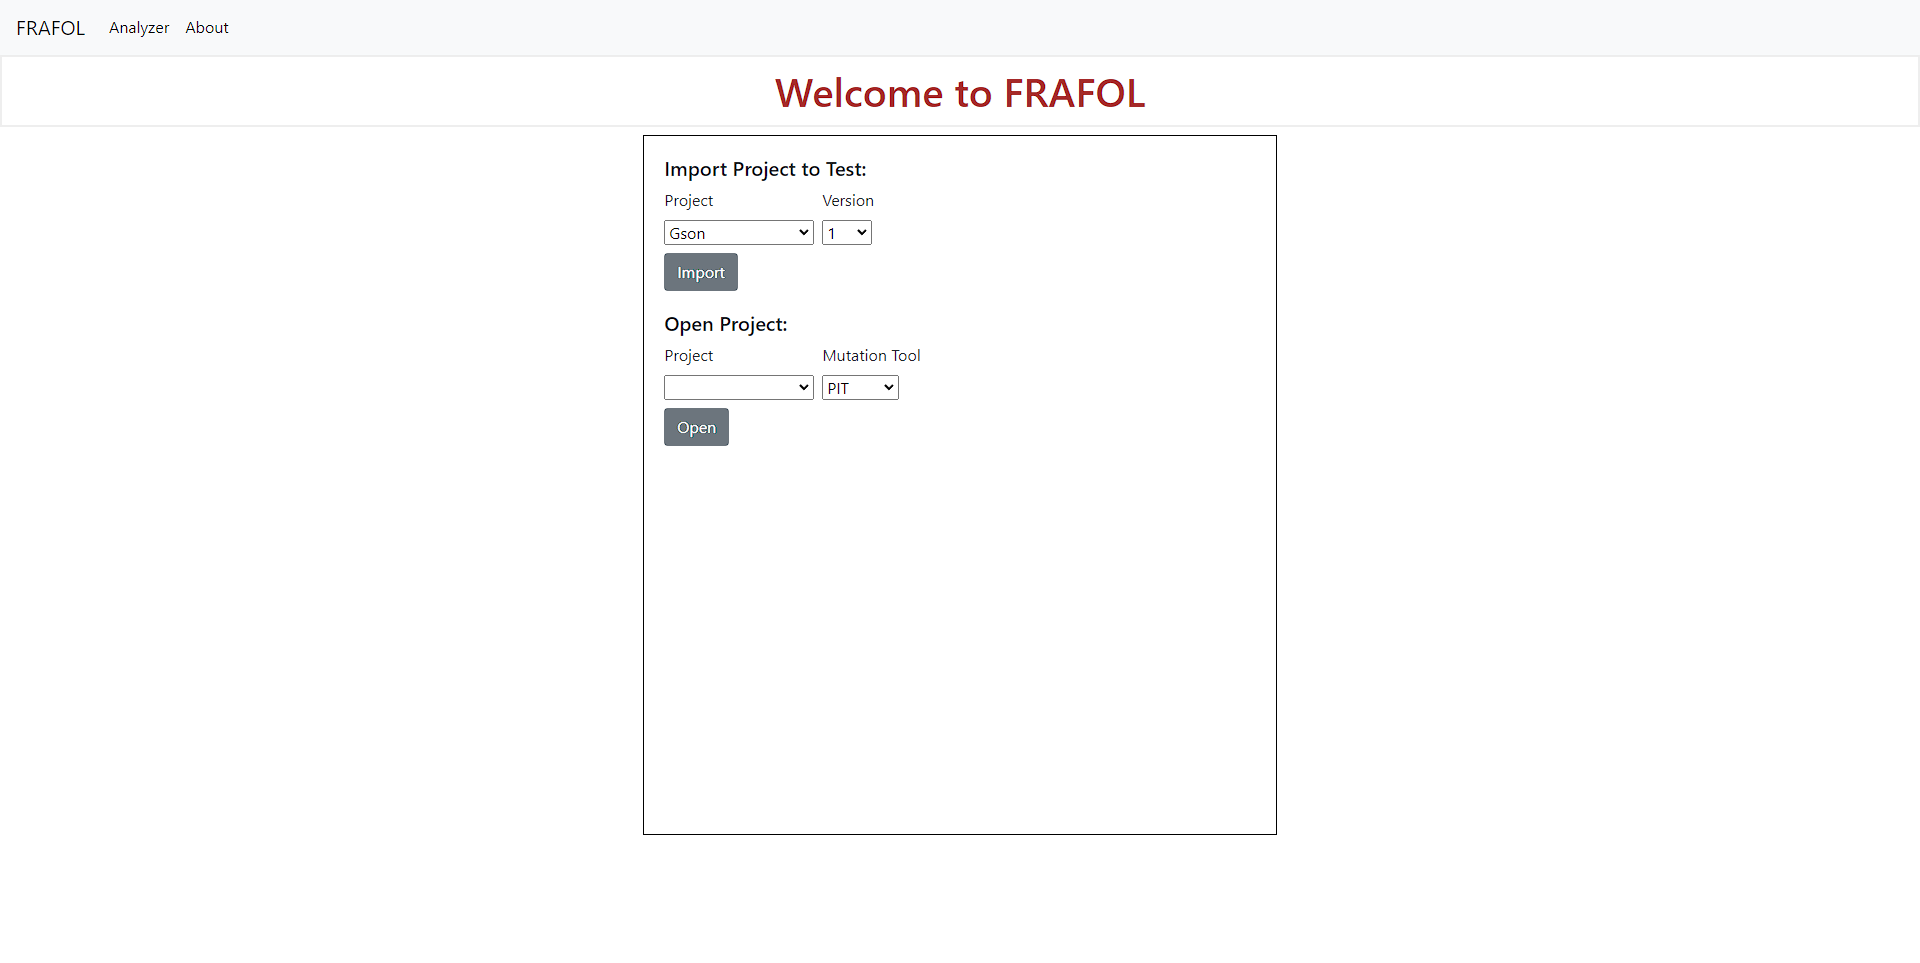 FRAFOL Analyzer About
Welcome to FRAFOL
Import Project to Test:
Project Version
Gson 1
Import
Open Project:
Project Mutation Tool
PIT
Open